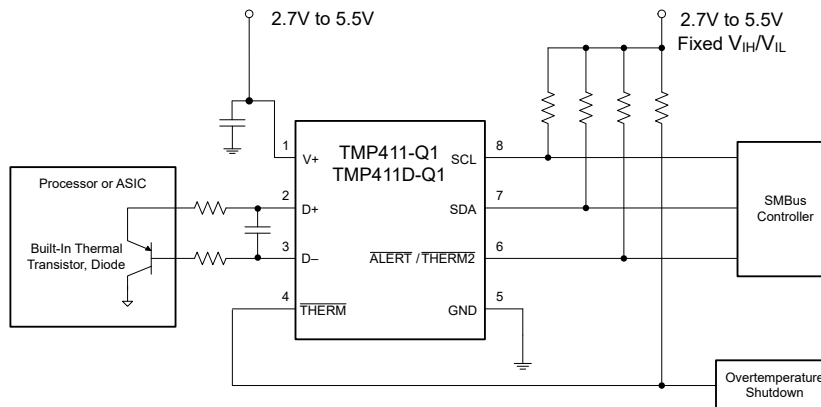 2.7V to 5.5V
2.7V to 5.5V
Fixed VIH/VIL
TMP411-Q1
TMP411D-Q1
1
V+
SCL
8
2
D+
SDA
7
3
D–
ALERT / THERM2
6
4
THERM
GND
5
Processor or ASIC
Built-In Thermal
Transistor, Diode
SMBus
Controller
Overtemperature
Shutdown